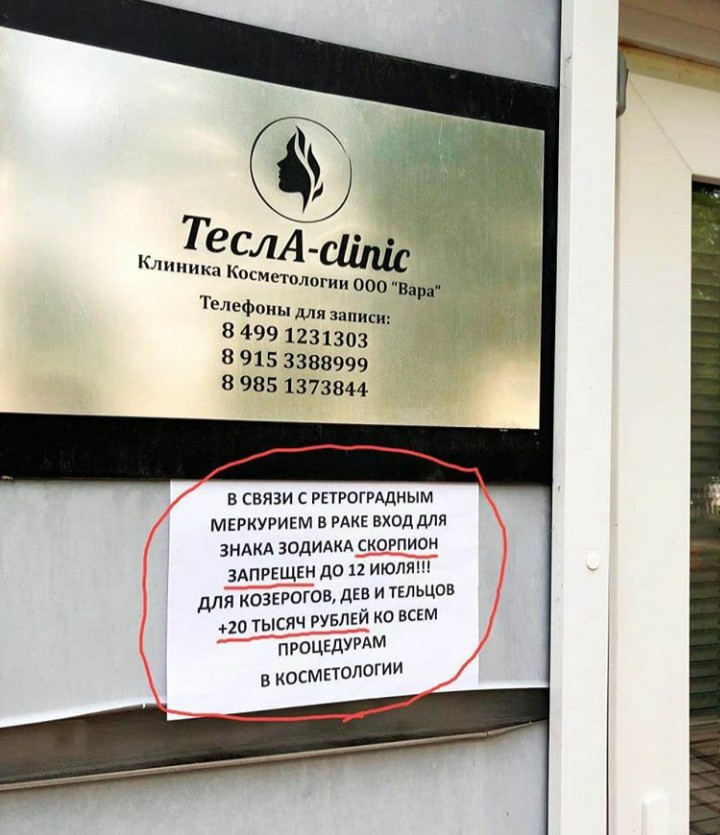 ТеслА-clinic
Клиника Косметологии ООО "Вара"
Телефоны для записи:
8 499 1231303
8 915 3388999
8 985 1373844
В СВЯЗИ С РЕТРОГРАДНЫМ
МЕРКУРИЕМ В РАКЕ ВХОД ДЛЯ
ЗНАКА ЗОДИАКА СКОРПИОН
ЗАПРЕЩЕН ДО 12 ИЮЛЯ!!!
ДЛЯ КОЗЕРОГОВ, ДЕВ И ТЕЛЬЦОВ
+20 ТЫСЯЧ РУБЛЕЙ КО ВСЕМ
ПРОЦЕДУРАМ
В КОСМЕТОЛОГИИ